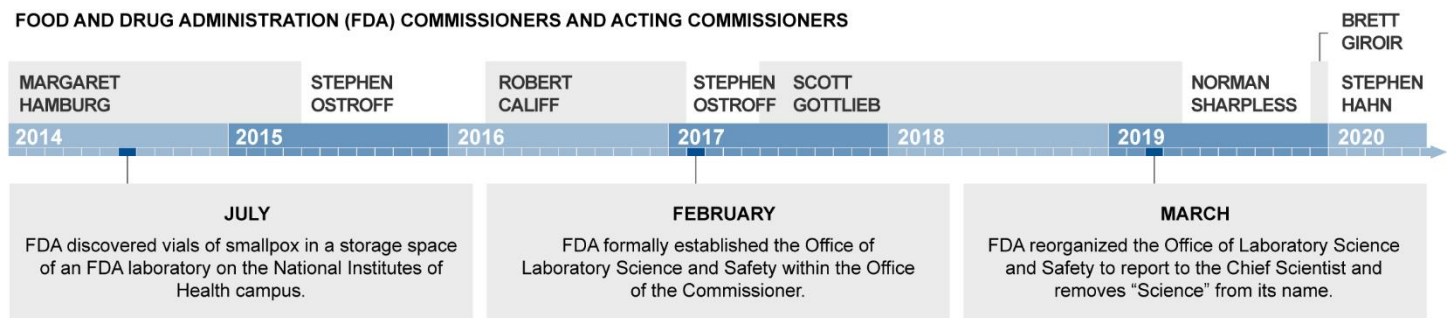 FOOD AND DRUG ADMINISTRATION (FDA) COMMISSIONERS AND ACTING COMMISSIONERS
BRETT
GIROIR
MARGARET
HAMBURG
STEPHEN
OSTROFF
ROBERT
CALIFF
STEPHEN
OSTROFF
SCOTT
GOTTLIEB
NORMAN
SHARPLESS
STEPHEN
HAHN
2014
2015
2016
2017
2018
2019
2020
JULY
FDA discovered vials of smallpox in a storage space
of an FDA laboratory on the National Institutes of
Health campus.
FEBRUARY
FDA formally established the Office of
Laboratory Science and Safety within the Office
of the Commissioner.
MARCH
FDA reorganized the Office of Laboratory Science
and Safety to report to the Chief Scientist and
removes “Science” from its name.